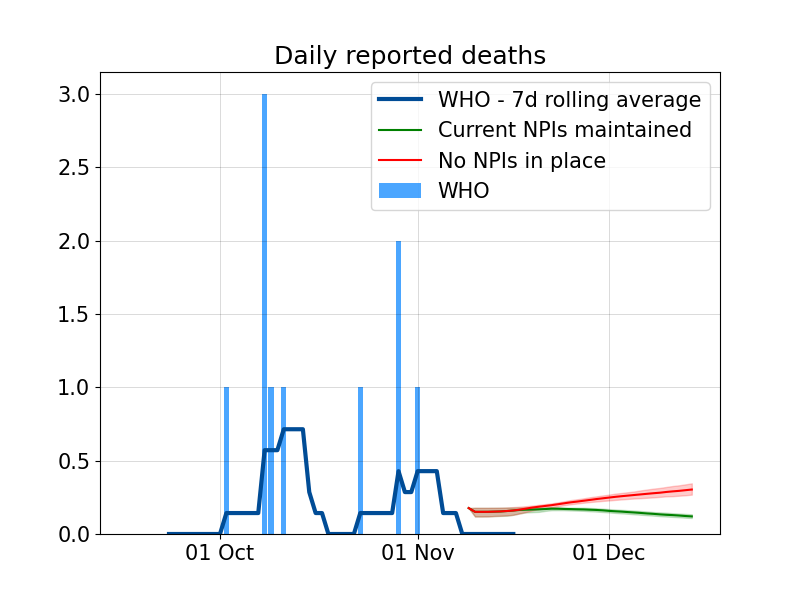 Daily reported deaths
3.0
2.5
2.0
1.5
1.0
0.5
0.0
01 Oct
01 Nov
01 Dec
WHO - 7d rolling average
Current NPIs maintained
No NPIs in place
WHO